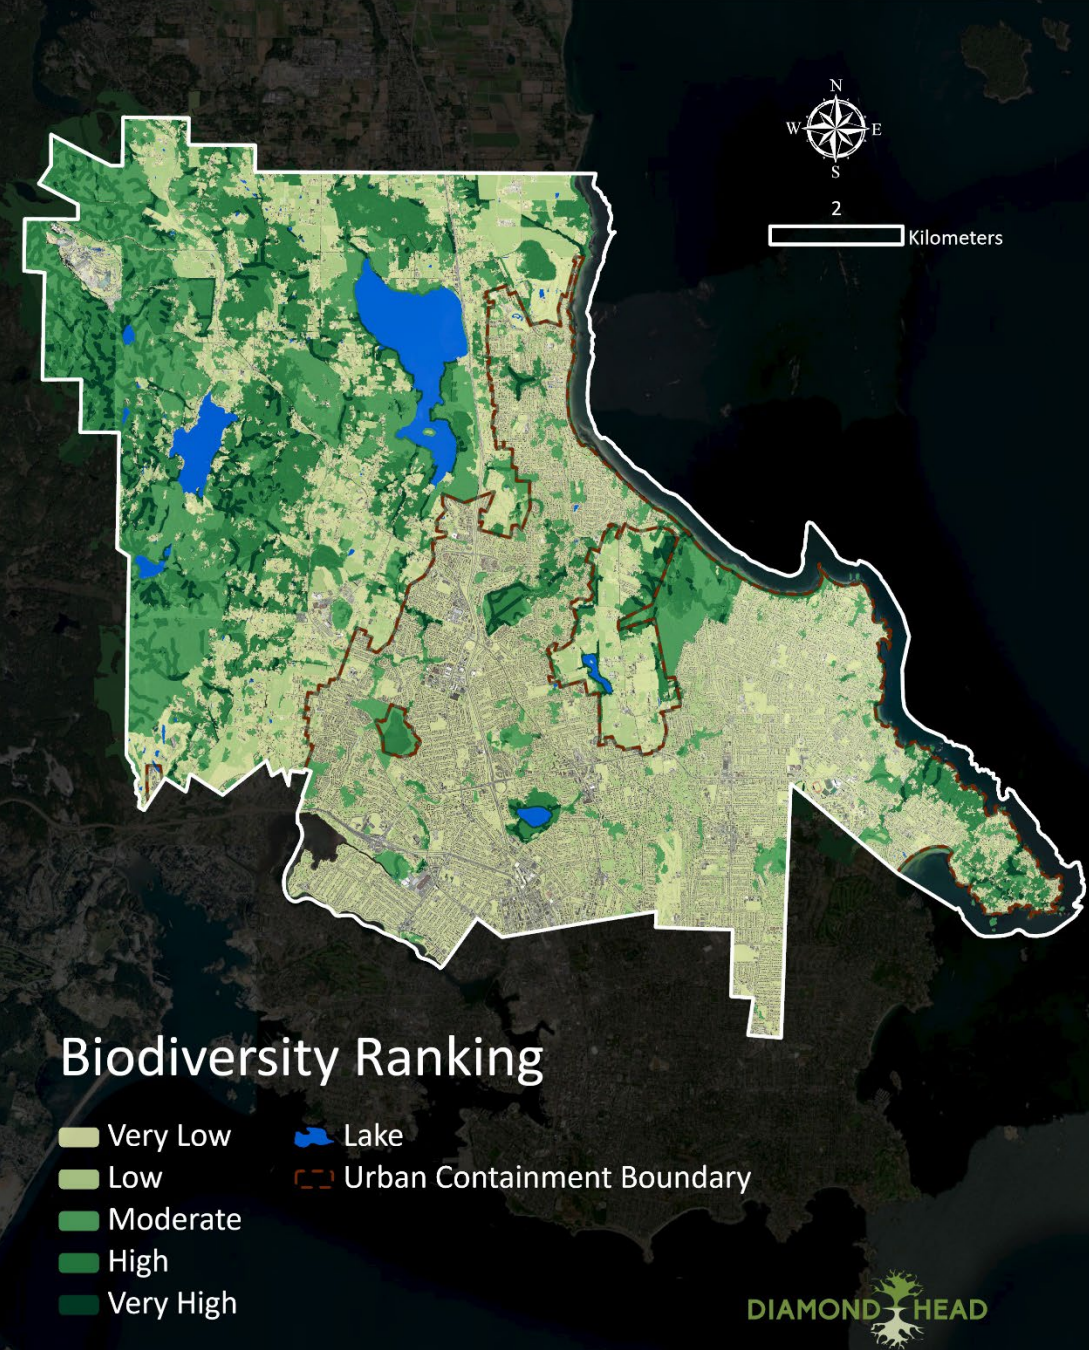 N
W E
S
2
Kilometers
Biodiversity Ranking
Very Low
Low
Moderate
High
Very High
Lake
Urban Containment Boundary
DIAMOND HEAD